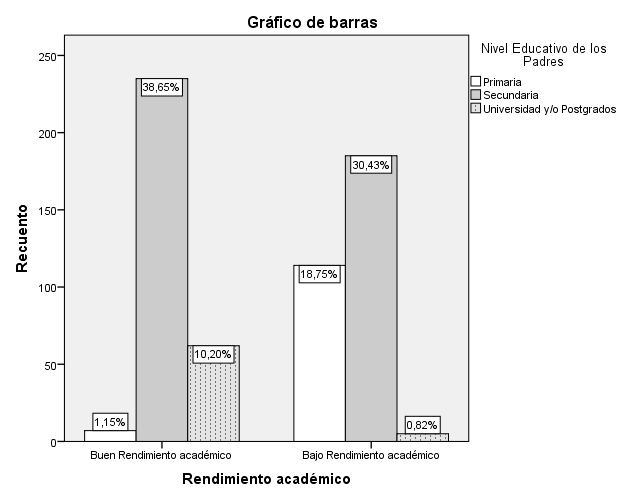 Gráfico de barras
Nivel Educativo de los
Padres
Primaria
Secundaria
Universidad y/o Postgrados
Recuento
250
200
150
100
50
0
1,15%
38,65%
10,20%
18,75%
30,43%
0,82%
Buen Rendimiento académico
Bajo Rendimiento académico
Rendimiento académico